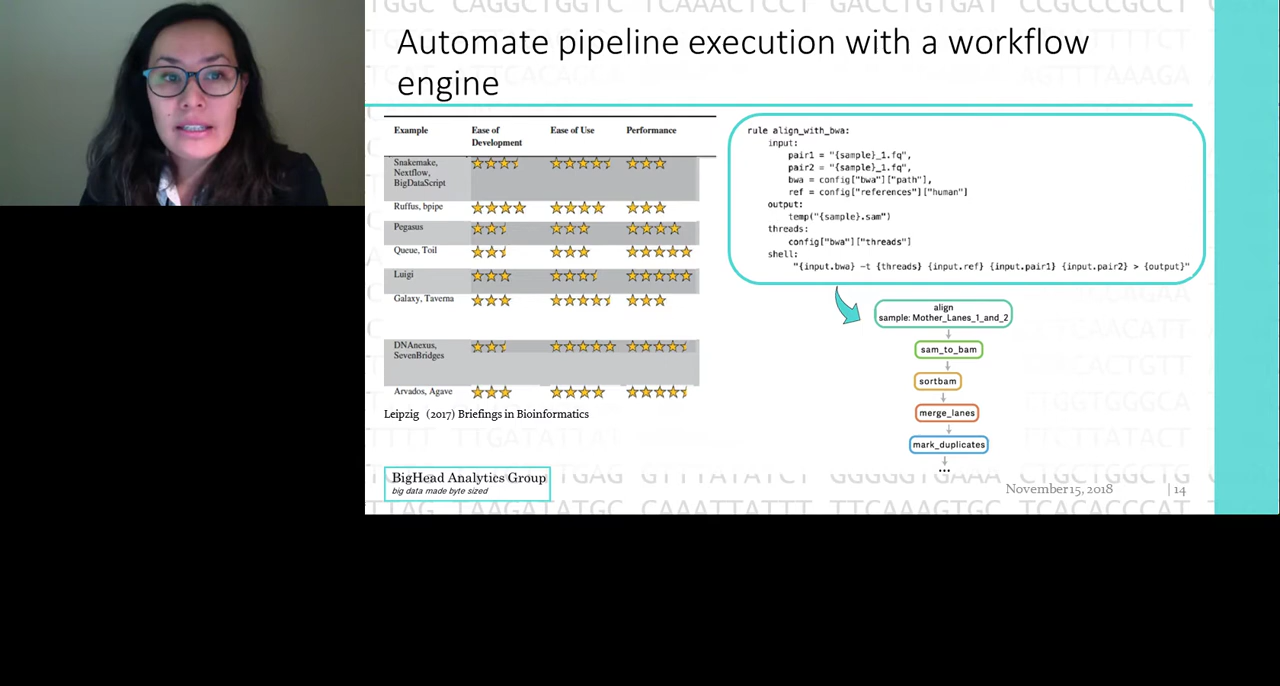 Automate pipeline execution with a workflow
engine
Example
Ease of
Development
Ease of Use
Performance
Snakemake,
Nextflow,
BigDataScript
Ruffus, bpipe
Pegasus
Queue, Toil
Luigi
Galaxy, Taverna
DNAnexus,
SevenBridges
Arvados, Agave
Leipzig (2017) Briefings in Bioinformatics
rule align_with_bwa:
input:
pair1 = "{sample}_1.fq",
pair2 = "{sample}_1.fq",
bwa = config["bwa"]["path"],
ref = config["references"]["human"]
output:
temp("{sample}.sam")
threads:
config["bwa"]["threads"]
shell:
"{input.bwa} -t {threads} {input.ref} {input.pair1} {input.pair2} > {output}"
align
sample: Mother_Lanes_1_and_2
sam_to_bam
sortbam
merge_lanes
mark_duplicates
...
BigHead Analytics Group
big data made byte sized
November 15, 2018
| 14